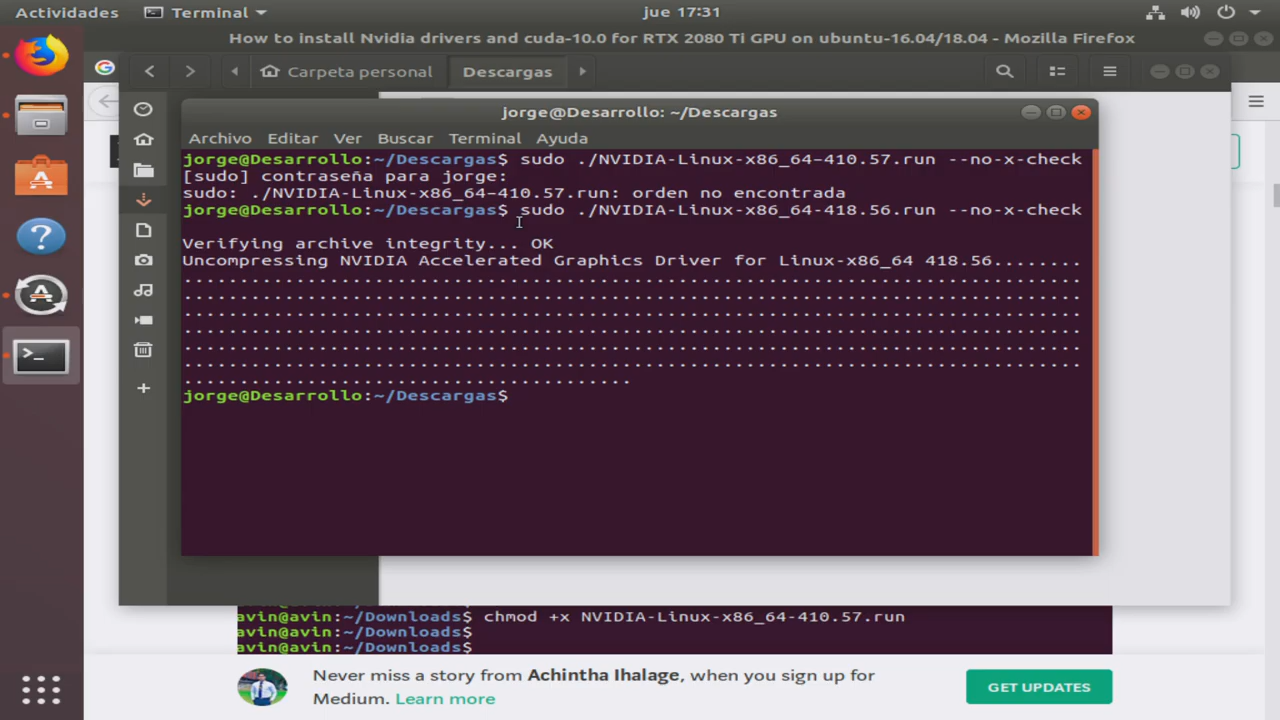 Actividades Terminal jue 17:31
How to install Nvidia drivers and cuda-10.0 for RTX 2080 Ti GPU on ubuntu-16.04/18.04 - Mozilla Firefox
Carpeta personal Descargas
jorge@Desarrollo: ~/Descargas
Archivo Editar Ver Buscar Terminal Ayuda
jorge@Desarrollo:~/Descargas$ sudo ./NVIDIA-Linux-x86_64-410.57.run --no-x-check
[sudo] contraseña para jorge:
sudo: ./NVIDIA-Linux-x86_64-410.57.run: orden no encontrada
jorge@Desarrollo:~/Descargas$ sudo ./NVIDIA-Linux-x86_64-418.56.run --no-x-check
Verifying archive integrity... OK
Uncompressing NVIDIA Accelerated Graphics Driver for Linux-x86_64 418.56........
................................................................................
................................................................................
................................................................................
................................................................................
................................................................................
................................................................................
........................................
jorge@Desarrollo:~/Descargas$
avin@avin:~/Downloads$ chmod +x NVIDIA-Linux-x86_64-410.57.run
avin@avin:~/Downloads$
avin@avin:~/Downloads$
Never miss a story from Achintha Ihalage, when you sign up for
Medium. Learn more
GET UPDATES